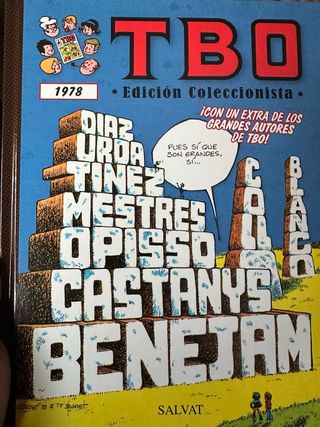 TBO
1978
• Edición Coleccionista •
¡CON UN EXTRA DE LOS
GRANDES AUTORES
DE TBO!
DIAZ
URDA
TINEZ
MESTRES
OPISSO
CASTANYS
BENEJAM
PUES SÍ QUE
SON GRANDES,
SÍ...
COLL
BLANCO
SALVAT